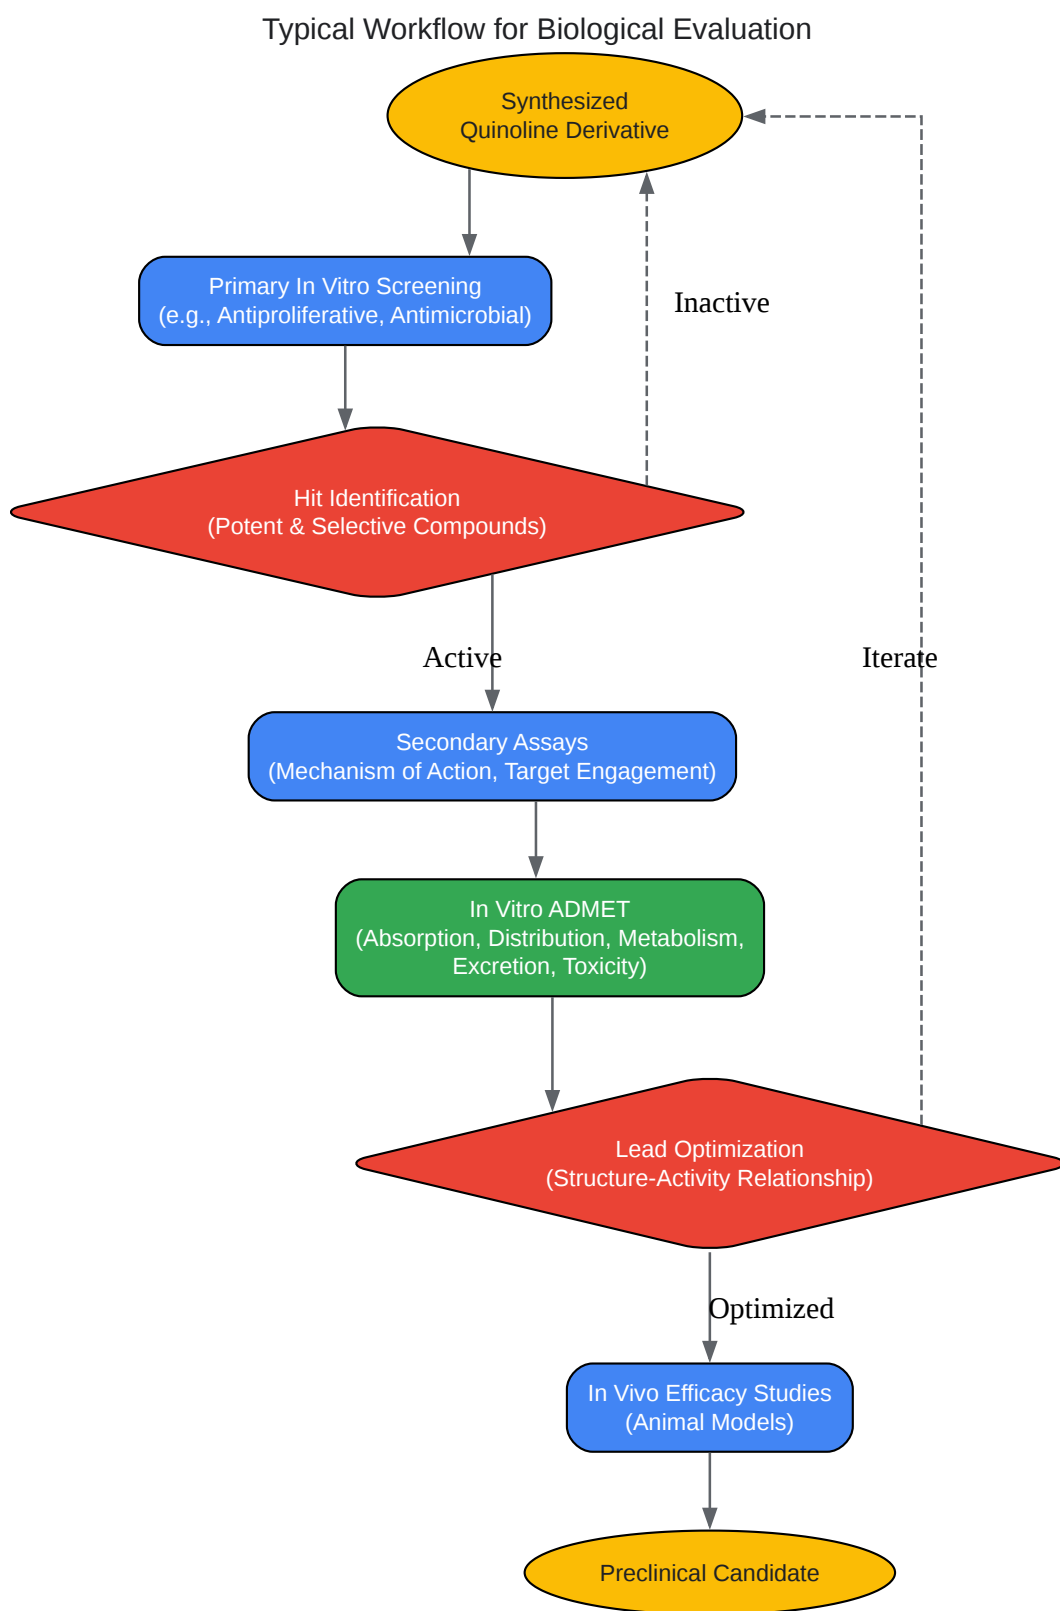 Typical Workflow for Biological Evaluation
Synthesized
Quinoline Derivative
Primary In Vitro Screening
(e.g., Antiproliferative, Antimicrobial)
Inactive
Hit Identification
(Potent & Selective Compounds)
Active
Iterate
Secondary Assays
(Mechanism of Action, Target Engagement)
In Vitro ADMET
(Absorption, Distribution, Metabolism,
Excretion, Toxicity)
Lead Optimization
(Structure-Activity Relationship)
Optimized
In Vivo Efficacy Studies
(Animal Models)
Preclinical Candidate